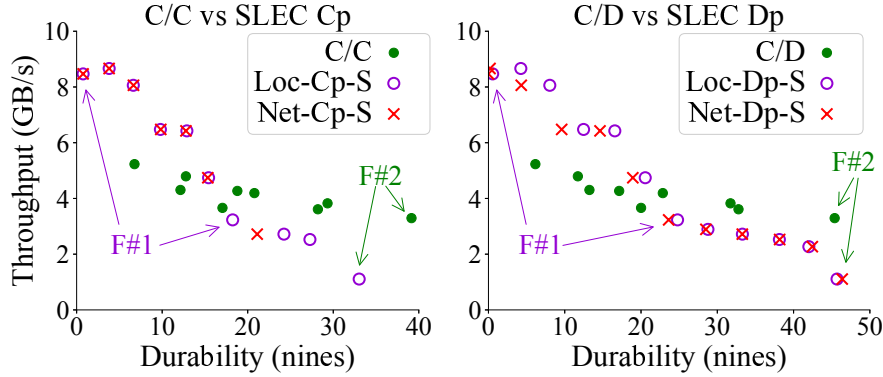 C/C vs SLEC Cp
Throughput (GB/s)
10
8
6
4
2
0
C/C
Loc-Cp-S
Net-Cp-S
F#2
F#1
0
10
20
30
40
Durability (nines)
C/D vs SLEC Dp
10
8
6
4
2
0
C/D
Loc-Dp-S
Net-Dp-S
F#2
F#1
0
10
20
30
40
50
Durability (nines)